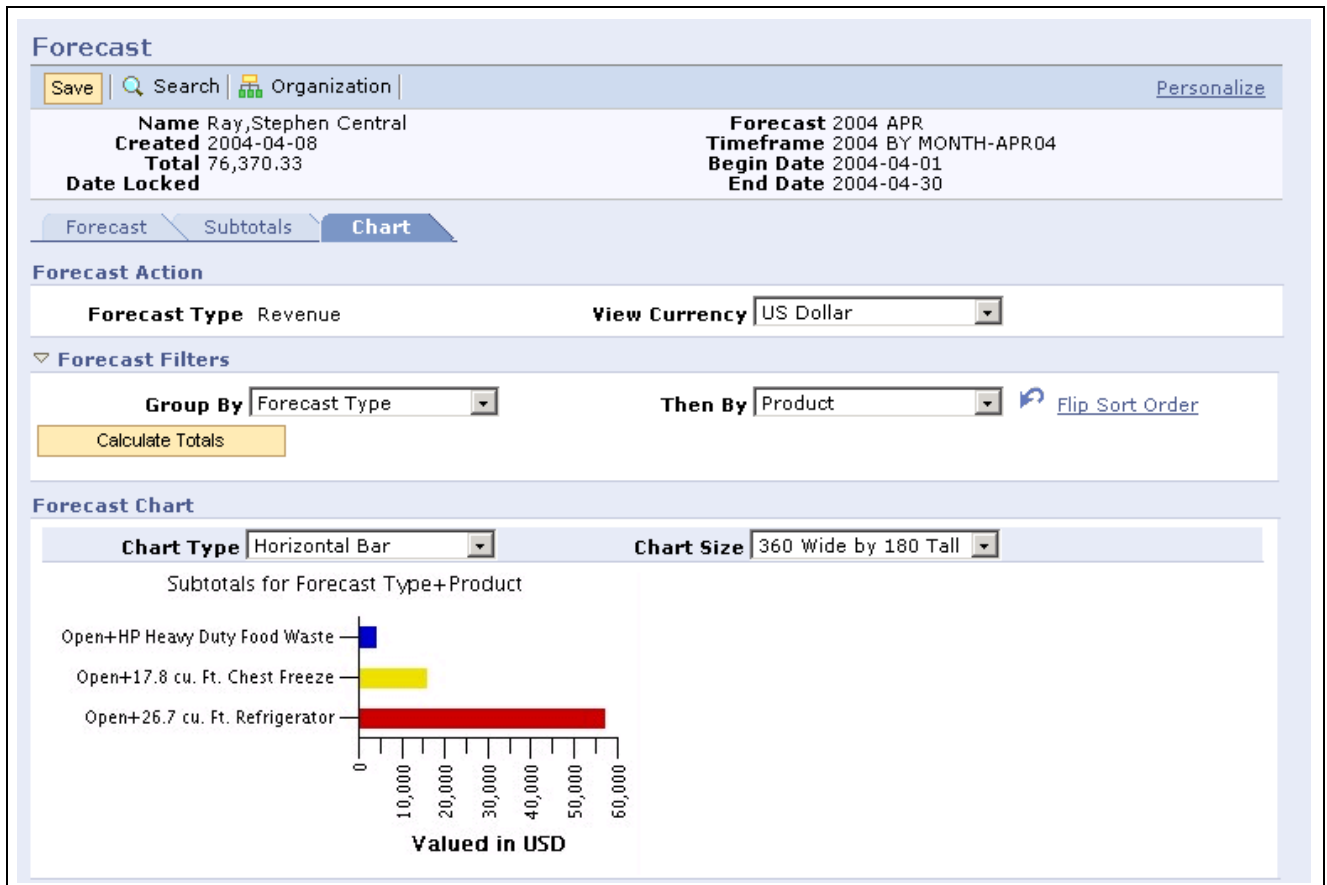 Forecast
Save Search Organization Personalize
Name Ray,Stephen Central Forecast 2004 APR
Created 2004-04-08 Timeframe 2004 BY MONTH-APR04
Total 76,370.33 Begin Date 2004-04-01
Date Locked End Date 2004-04-30
Forecast Subtotals Chart
Forecast Action
Forecast Type Revenue View Currency US Dollar
Forecast Filters
Group By Forecast Type Then By Product Flip Sort Order
Calculate Totals
Forecast Chart
Chart Type Horizontal Bar Chart Size 360 Wide by 180 Tall
Subtotals for Forecast Type+Product
Open+HP Heavy Duty Food Waste
Open+17.8 cu. Ft. Chest Freeze
Open+26.7 cu. Ft. Refrigerator
0 10,000 20,000 30,000 40,000 50,000 60,000
Valued in USD